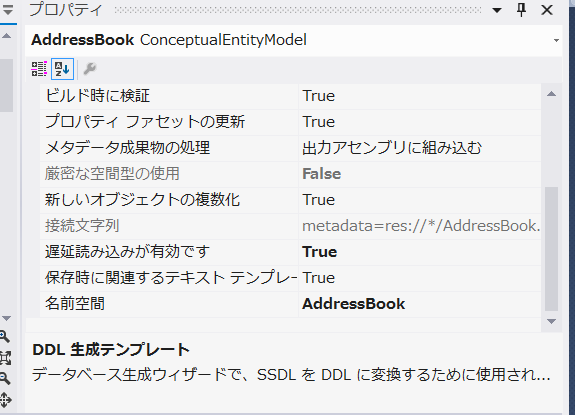 プロパティ
AddressBook ConceptualEntityModel
ビルド時に検証 True
プロパティ ファセットの更新 True
メタデータ成果物の処理 出力アセンブリに組み込む
厳密な空間型の使用 False
新しいオブジェクトの複数化 True
接続文字列 metadata=res://*/AddressBook.
遅延読み込みが有効です True
保存時に関連するテキスト テンプレー True
名前空間 AddressBook
DDL 生成テンプレート
データベース生成ウィザードで、SSDL を DDL に変換するために使用され...